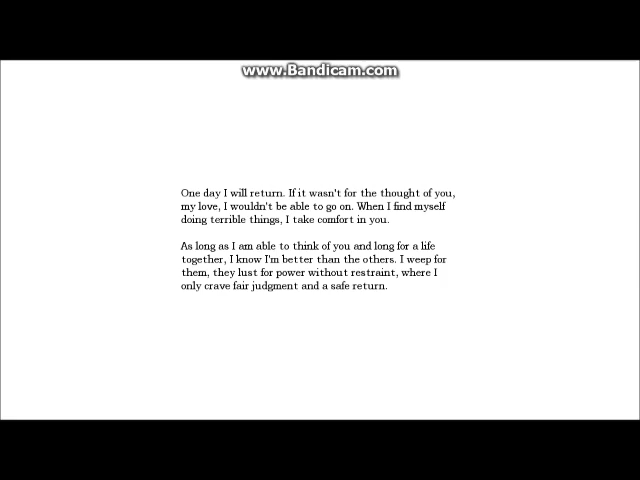 www.Bandicam.com
One day I will return. If it wasn't for the thought of you,
my love, I wouldn't be able to go on. When I find myself
doing terrible things, I take comfort in you.
As long as I am able to think of you and long for a life
together, I know I'm better than the others. I weep for
them, they lust for power without restraint, where I
only crave fair judgment and a safe return.